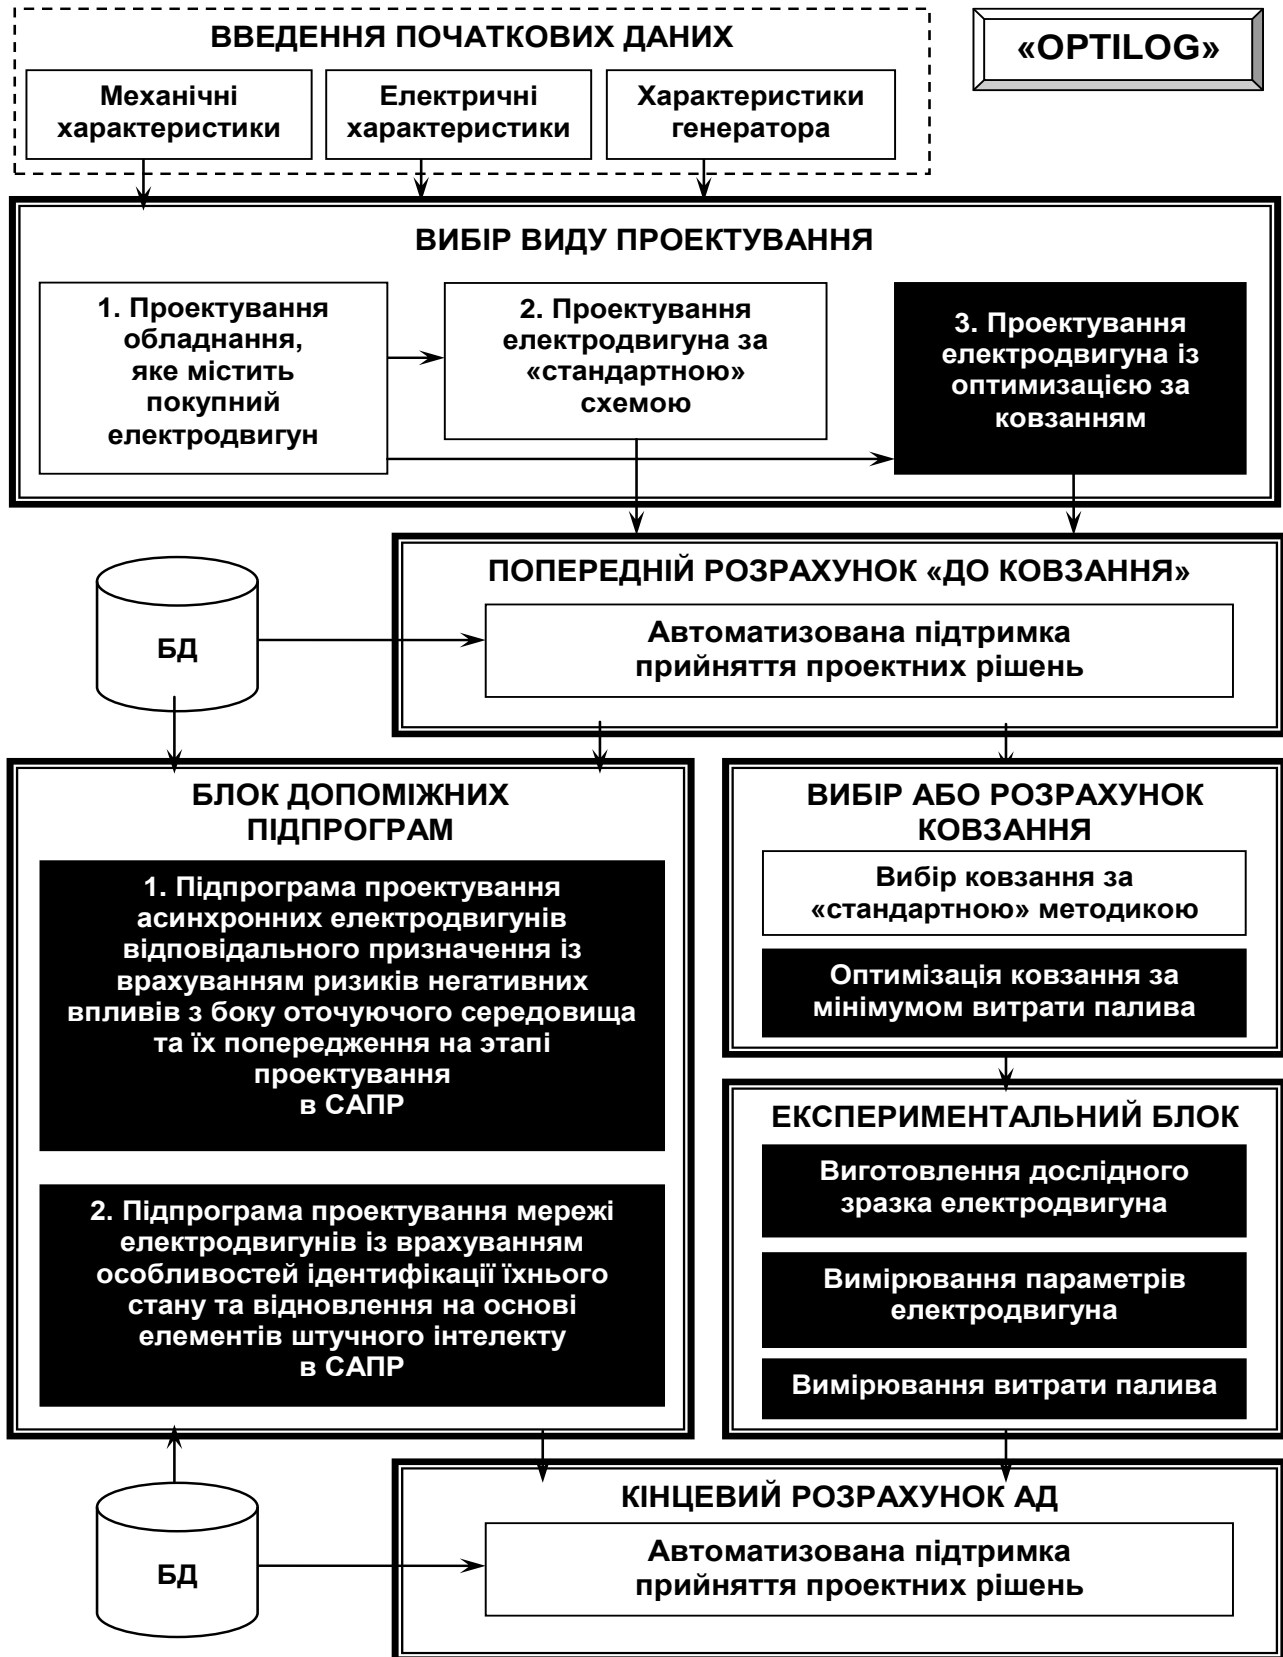 ВВЕДЕННЯ ПОЧАТКОВИХ ДАНИХ
«OPTILOG»
Механічні
характеристики
Електричні
характеристики
Характеристики
генератора
ВИБІР ВИДУ ПРОЕКТУВАННЯ
1. Проектування
обладнання,
яке містить
покупний
електродвигун
2. Проектування
електродвигуна за
«стандартною»
схемою
3. Проектування
електродвигуна із
оптимизацією за
ковзанням
ПОПЕРЕДНІЙ РОЗРАХУНОК «ДО КОВЗАННЯ»
Автоматизована підтримка
прийняття проектних рішень
БД
БЛОК ДОПОМІЖНИХ
ПІДПРОГРАМ
1. Підпрограма проектування
асинхронних електродвигунів
відповідального призначення із
врахуванням ризиків негативних
впливів з боку оточуючого середовища
та їх попередження на этапі
проектування
в САПР
2. Підпрограма проектування мережі
електродвигунів із врахуванням
особливостей ідентифікації їхнього
стану та відновлення на основі
елементів штучного інтелекту
в САПР
ВИБІР АБО РОЗРАХУНОК
КОВЗАННЯ
Вибір ковзання за
«стандартною» методикою
Оптимізація ковзання за
мінімумом витрати палива
ЕКСПЕРИМЕНТАЛЬНИЙ БЛОК
Виготовлення дослідного
зразка електродвигуна
Вимірювання параметрів
електродвигуна
Вимірювання витрати палива
КІНЦЕВИЙ РОЗРАХУНОК АД
Автоматизована підтримка
прийняття проектних рішень
БД